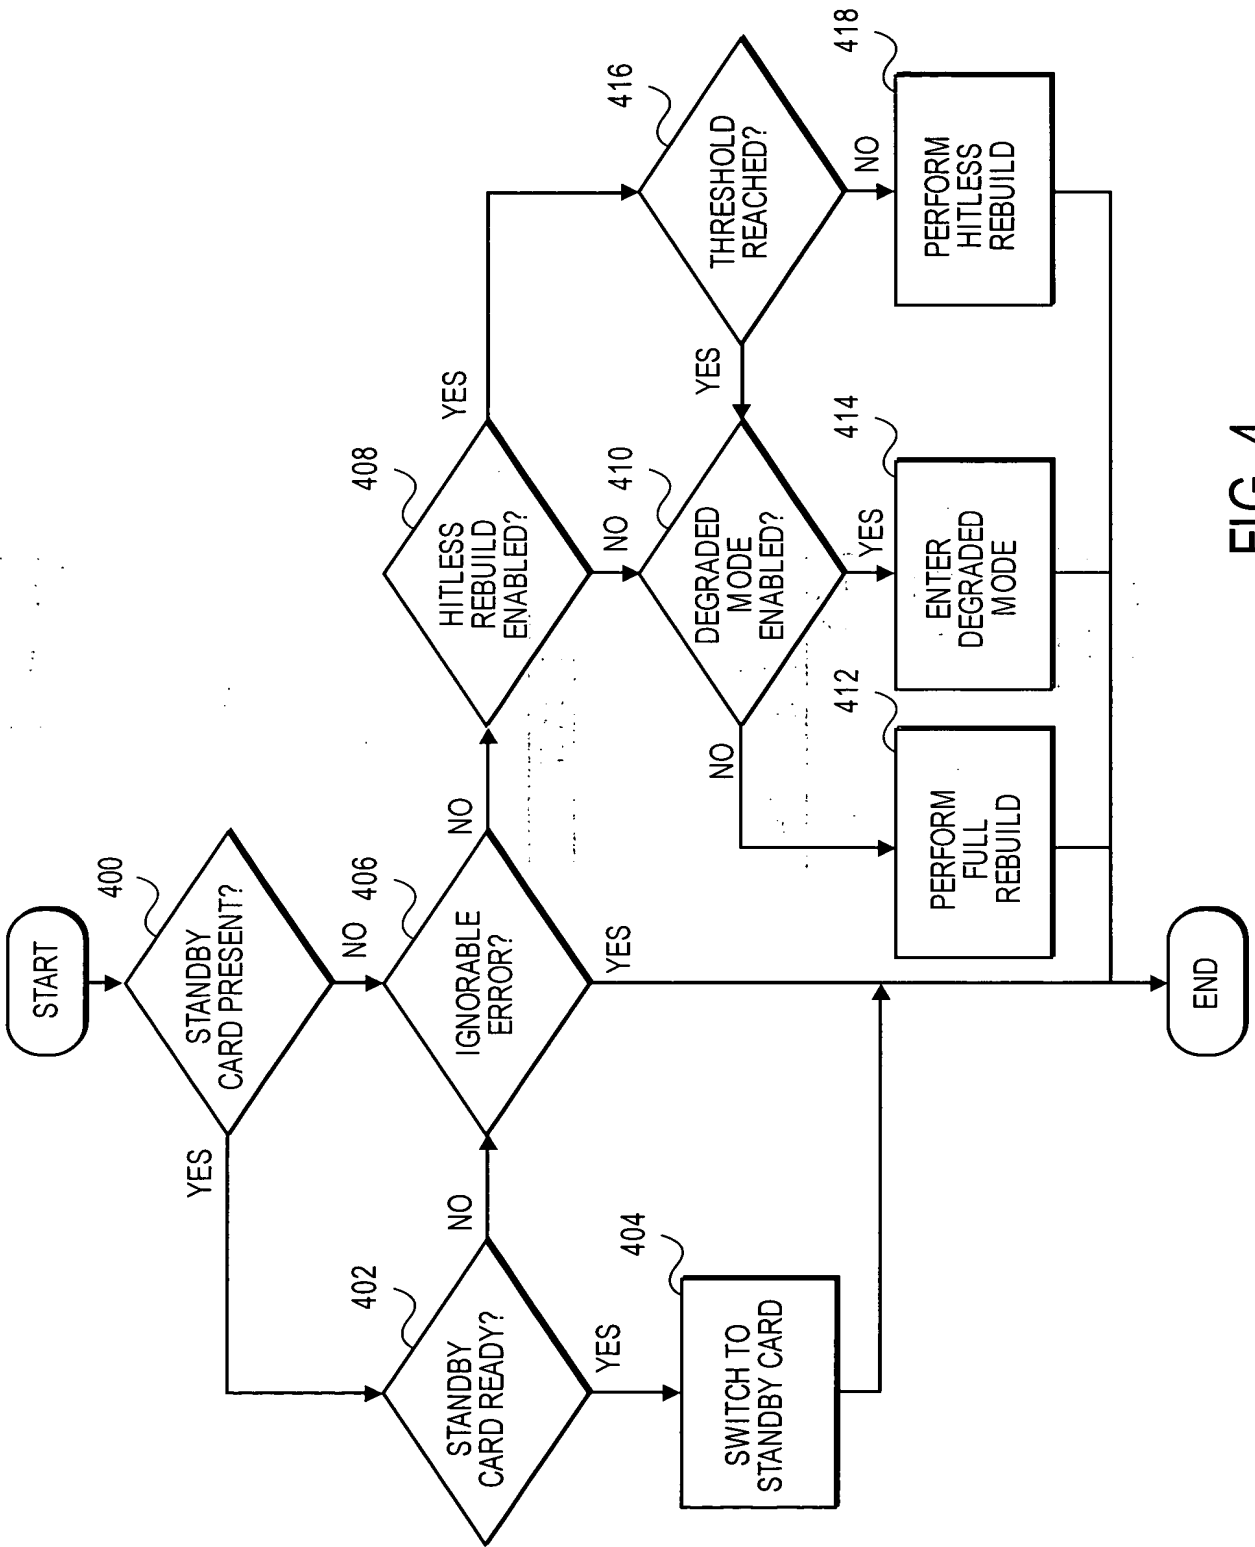 START
400
STANDBY
CARD PRESENT?
YES
NO
402
STANDBY
CARD READY?
NO
YES
404
SWITCH TO
STANDBY CARD
406
IGNORABLE
ERROR?
NO
YES
408
HITLESS
REBUILD
ENABLED?
YES
NO
410
DEGRADED
MODE
ENABLED?
NO
YES
412
PERFORM
FULL
REBUILD
414
ENTER
DEGRADED
MODE
416
THRESHOLD
REACHED?
YES
NO
418
PERFORM
HITLESS
REBUILD
END
FIG. 4